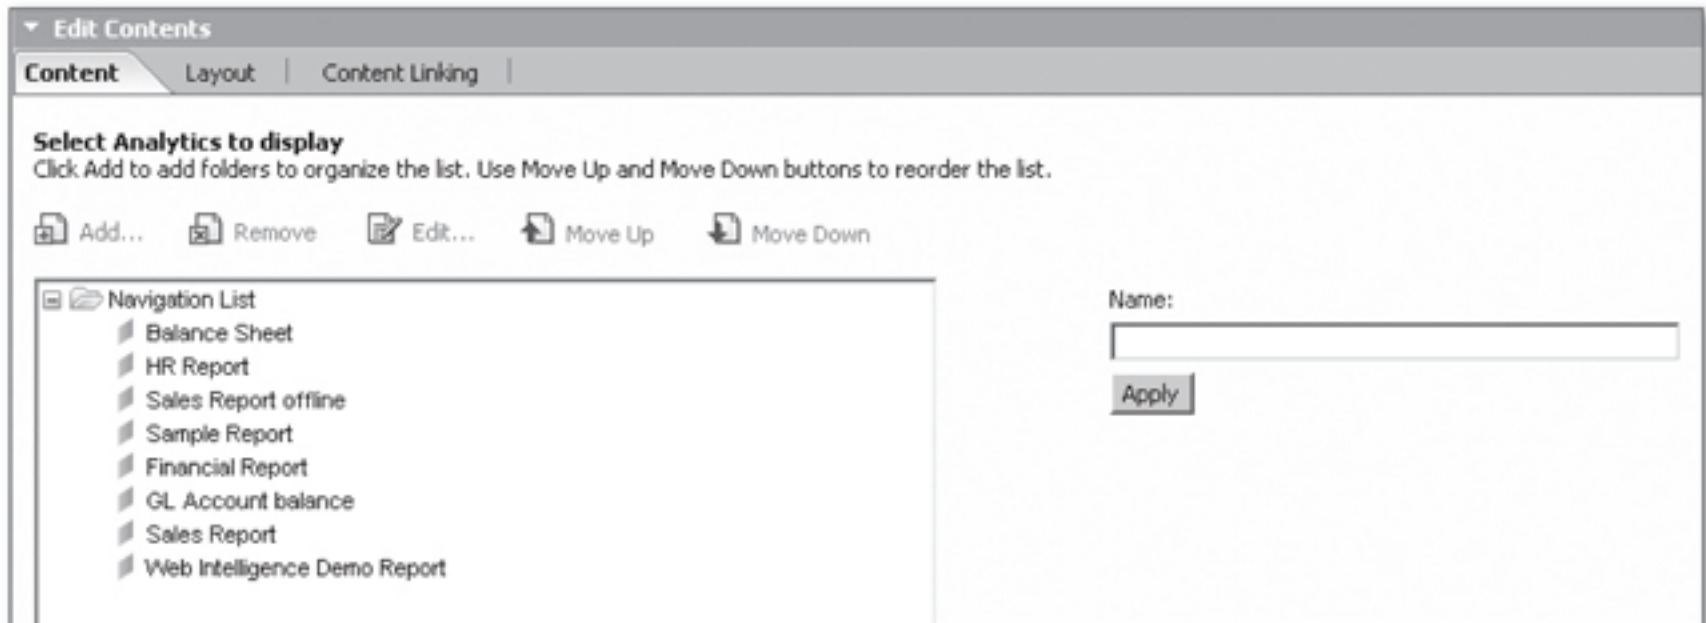 Edit Contents
Content Layout Content Linking
Select Analytics to display
Click Add to add folders to organize the list. Use Move Up and Move Down buttons to reorder the list.
Add... Remove Edit... Move Up Move Down
Navigation List
Balance Sheet
HR Report
Sales Report offline
Sample Report
Financial Report
GL Account balance
Sales Report
Web Intelligence Demo Report
Name:
Apply